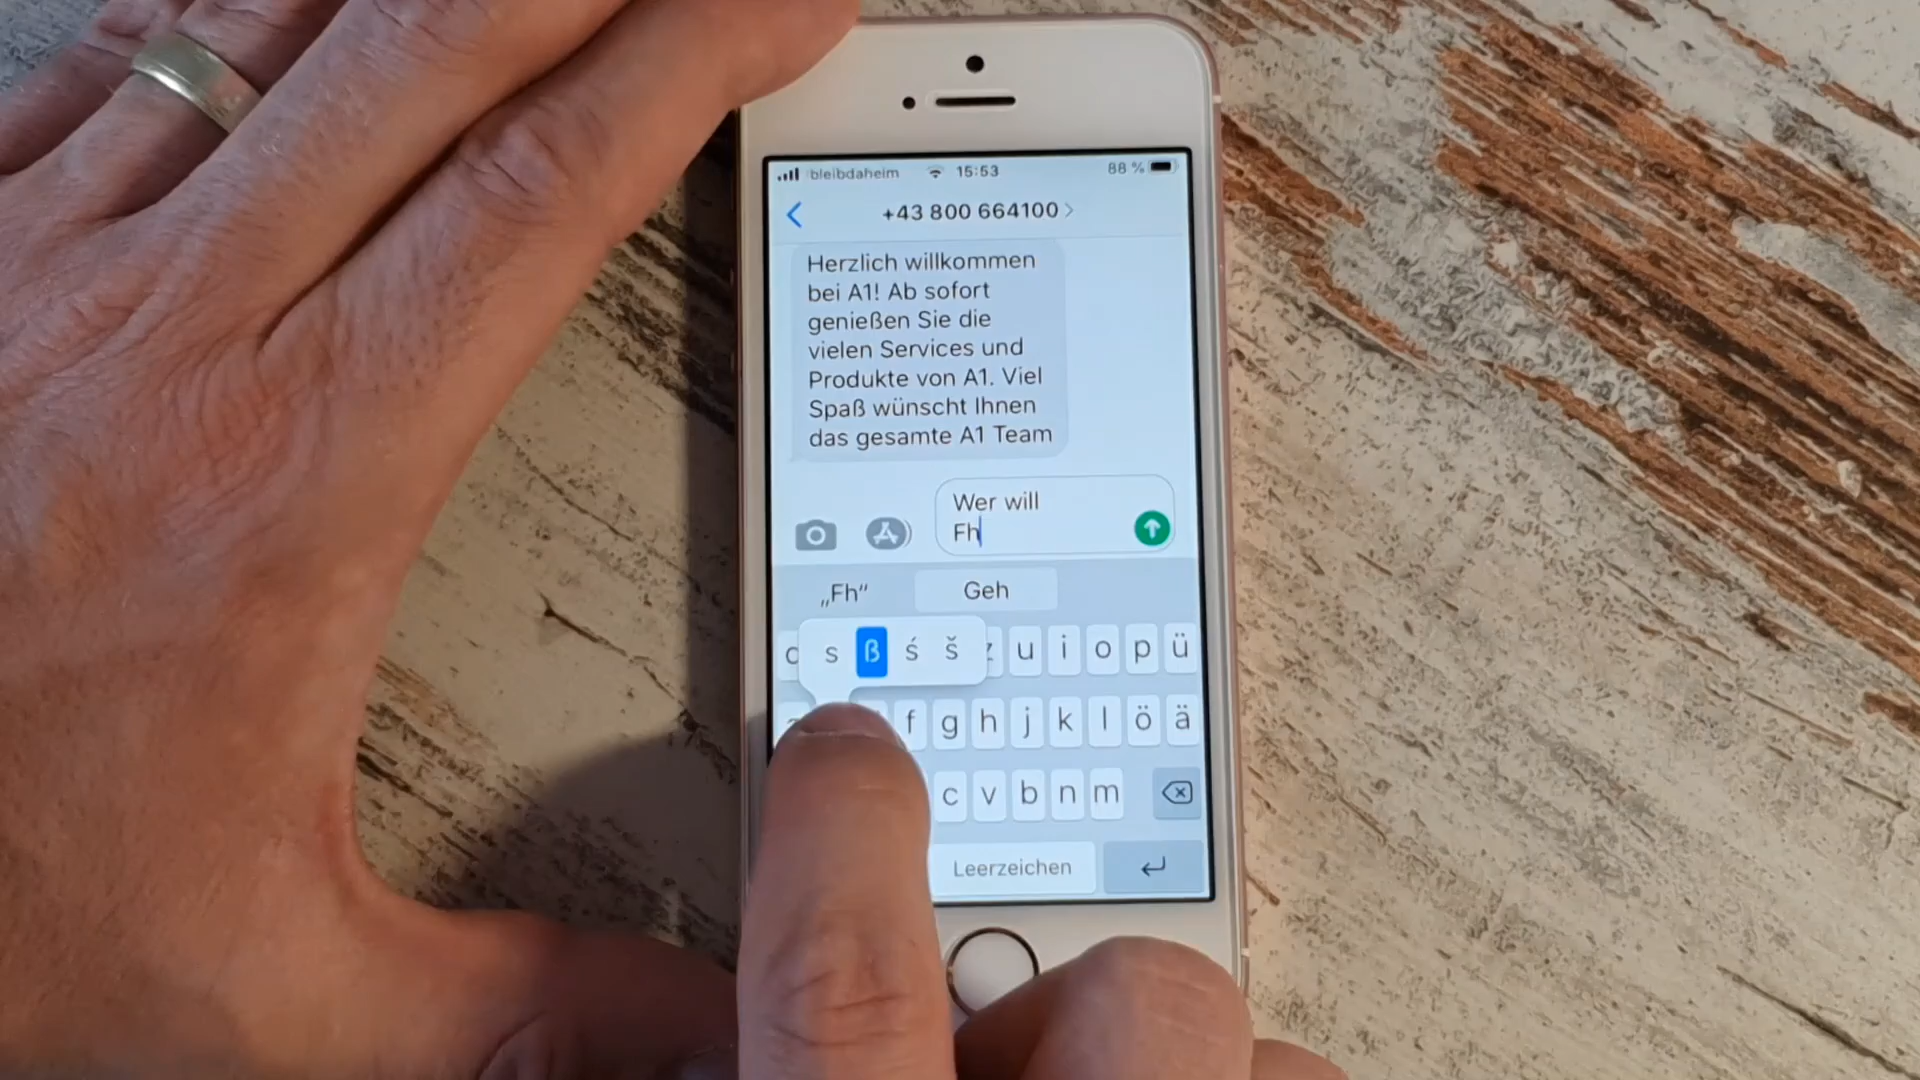 bleibdaheim 15:53 88 %
+43 800 664100
Herzlich willkommen
bei A1! Ab sofort
genießen Sie die
vielen Services und
Produkte von A1. Viel
Spaß wünscht Ihnen
das gesamte A1 Team
Wer will
Fh
„Fh“ Geh
s ß ś š u i o p ü
f g h j k l ö ä
c v b n m
Leerzeichen